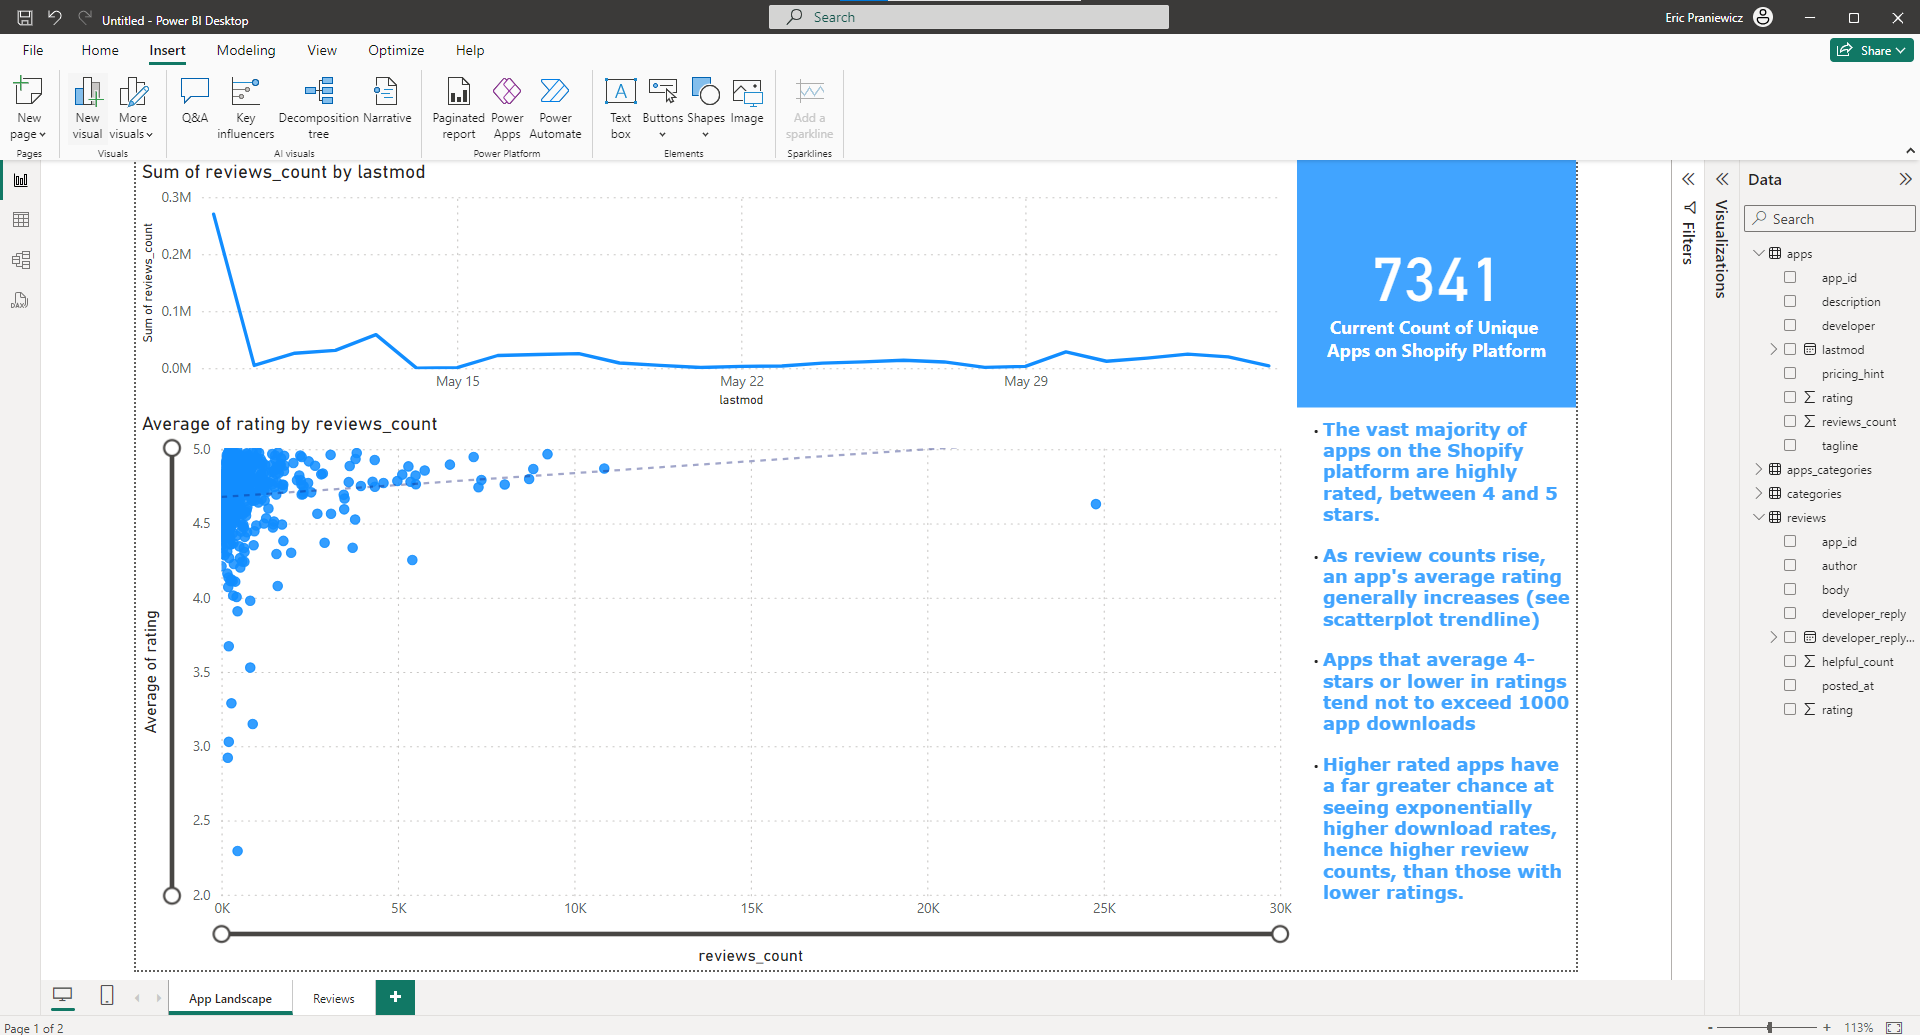 Untitled - Power BI Desktop
Search
Eric Praniewicz
File Home Insert Modeling View Optimize Help
Share
New page
New visual
More visuals
Q&A
Key influencers
Decomposition tree
Narrative
Paginated report
Power Apps
Power Automate
Text box
Buttons
Shapes
Image
Add a sparkline
Pages
Visuals
AI visuals
Power Platform
Elements
Sparklines
Sum of reviews_count by lastmod
Sum of reviews_count
0.3M
0.2M
0.1M
0.0M
May 15 May 22 May 29
lastmod
7341
Current Count of Unique
Apps on Shopify Platform
Average of rating by reviews_count
Average of rating
5.0
4.5
4.0
3.5
3.0
2.5
2.0
0K 5K 10K 15K 20K 25K 30K
reviews_count
• The vast majority of
apps on the Shopify
platform are highly
rated, between 4 and 5
stars.
• As review counts rise,
an app's average rating
generally increases (see
scatterplot trendline)
• Apps that average 4-
stars or lower in ratings
tend not to exceed 1000
app downloads
• Higher rated apps have
a far greater chance at
seeing exponentially
higher download rates,
hence higher review
counts, than those with
lower ratings.
Filters
Visualizations
Data
Search
apps
app_id
description
developer
lastmod
pricing_hint
rating
reviews_count
tagline
apps_categories
categories
reviews
app_id
author
body
developer_reply
developer_reply...
helpful_count
posted_at
rating
DAX
App Landscape
Reviews
+
Page 1 of 2
- + 113%